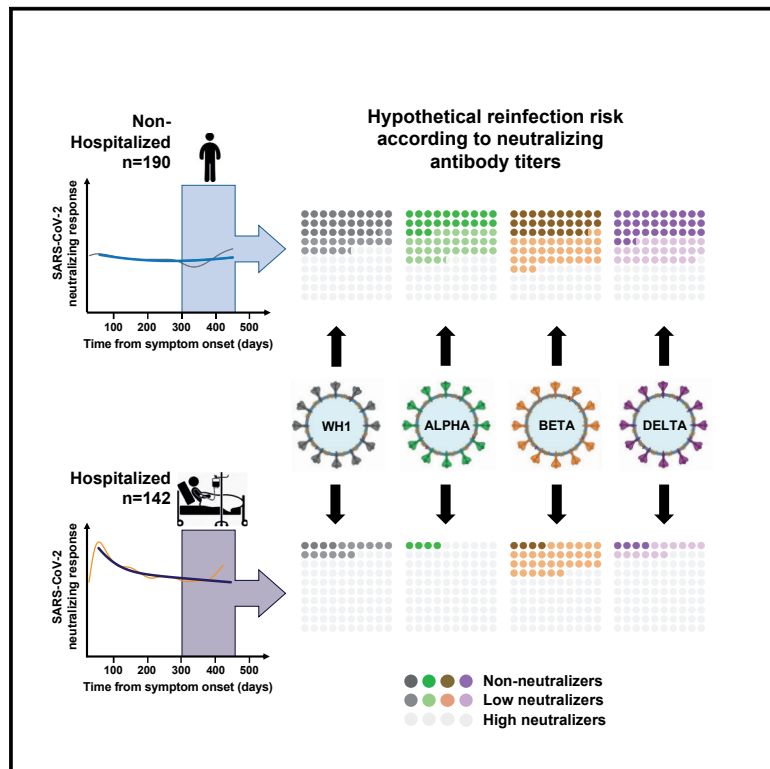 Non-
Hospitalized
n=190
Hypothetical reinfection risk
according to neutralizing
antibody titers
SARS-CoV-2
neutralizing response
100 200 300 400 500
Time from symptom onset (days)
WH1
ALPHA
BETA
DELTA
Hospitalized
n=142
SARS-CoV-2
neutralizing response
100 200 300 400 500
Time from symptom onset (days)
Non-neutralizers
Low neutralizers
High neutralizers